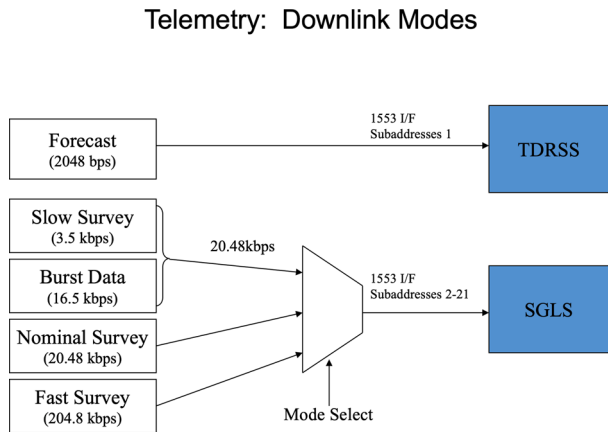 Telemetry:  Downlink Modes
1553 I/F
Subaddresses 1
Forecast
(2048 bps)
TDRSS
Slow Survey
(3.5 kbps)
20.48kbps
Burst Data
(16.5 kbps)
1553 I/F
Subaddresses 2-21
SGLS
Nominal Survey
(20.48 kbps)
Fast Survey
(204.8 kbps)
Mode Select